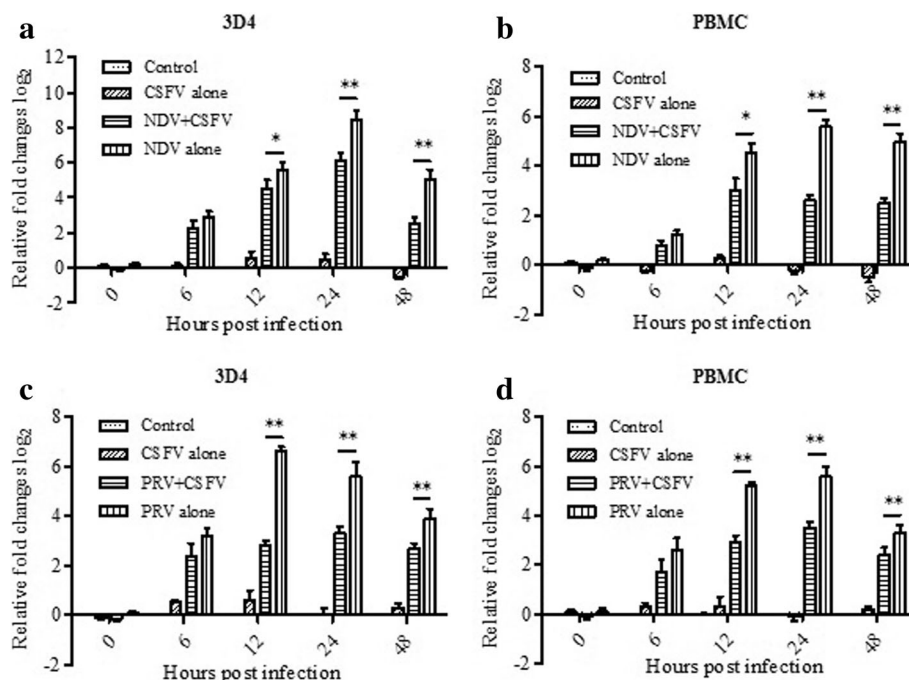 a
3D4
Relative fold changes log2
12
10
8
6
4
2
0
-2
Control
CSFV alone
NDV+CSFV
NDV alone
*
**
**
0 6 12 24 48
Hours post infection
b
PBMC
Relative fold changes log2
8
6
4
2
0
-2
Control
CSFV alone
NDV+CSFV
NDV alone
*
**
**
0 6 12 24 48
Hours post infection
c
3D4
Relative fold changes log2
8
6
4
2
0
-2
Control
CSFV alone
PRV+CSFV
PRV alone
**
**
**
0 6 12 24 48
Hours post infection
d
PBMC
Relative fold changes log2
8
6
4
2
0
-2
Control
CSFV alone
PRV+CSFV
PRV alone
**
**
**
0 6 12 24 48
Hours post infection